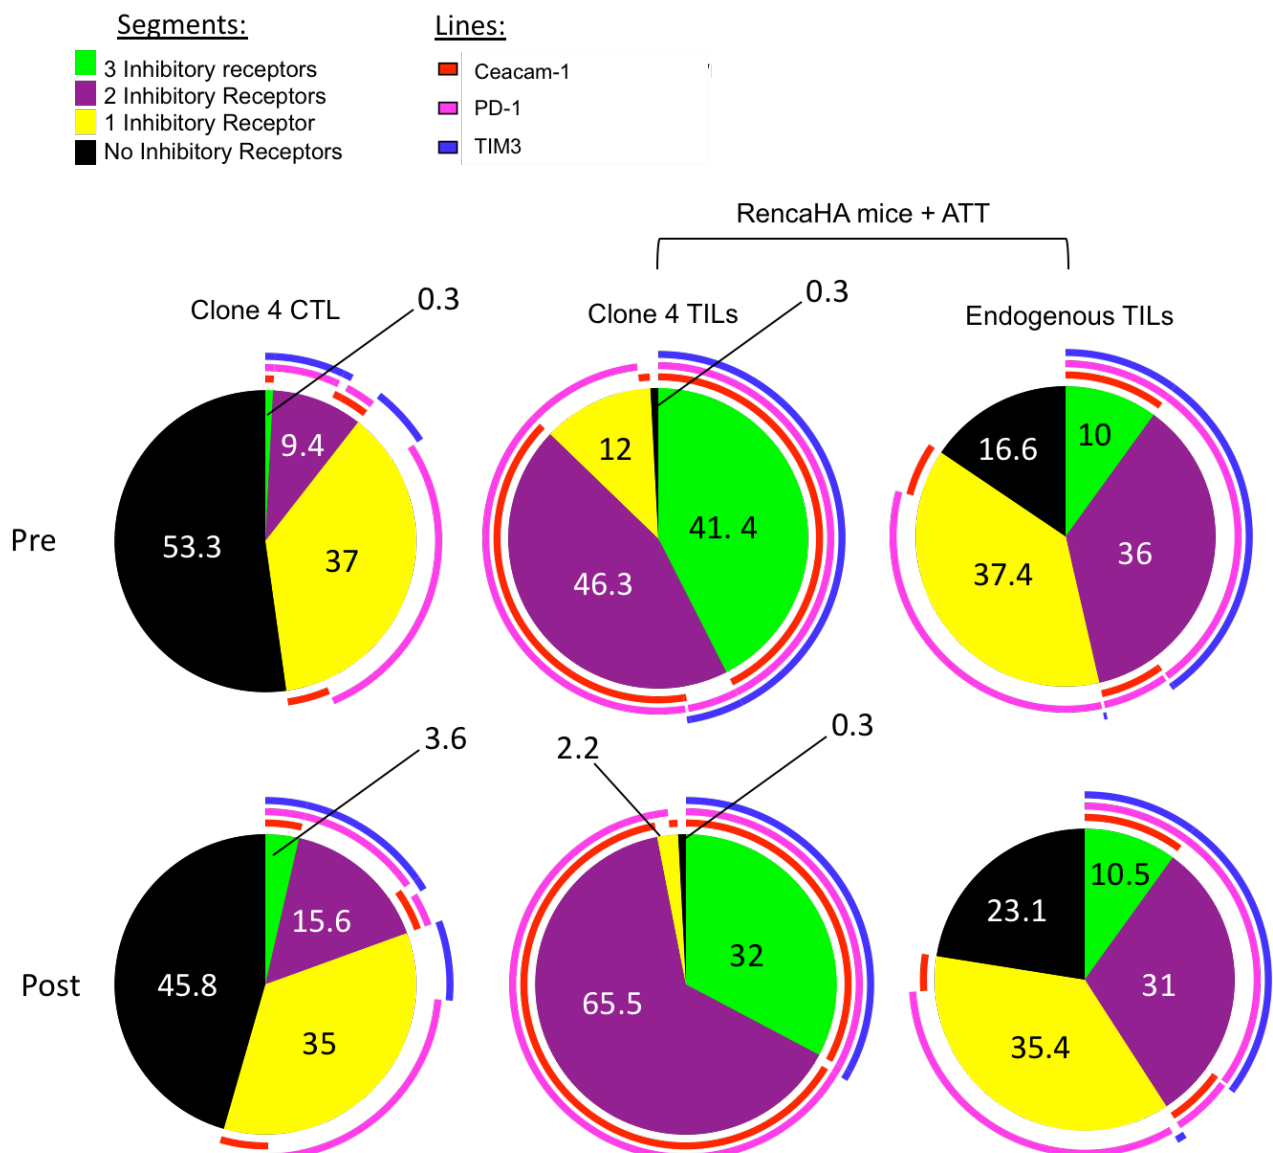 Segments:
3 Inhibitory receptors
2 Inhibitory Receptors
1 Inhibitory Receptor
No Inhibitory Receptors
Lines:
Ceacam-1
PD-1
TIM3
RencaHA mice + ATT
Clone 4 CTL
Clone 4 TILs
Endogenous TILs
Pre
0.3
9.4
37
53.3
0.3
12
41. 4
46.3
10
16.6
36
37.4
Post
3.6
15.6
35
45.8
2.2
0.3
32
65.5
10.5
23.1
31
35.4